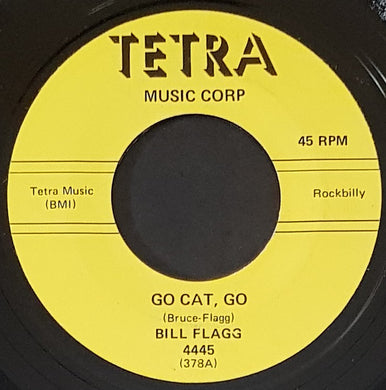 TETRA
MUSIC CORP
45 RPM
Tetra Music
(BMI)
Rockbilly
GO CAT, GO
(Bruce-Flagg)
BILL FLAGG
4445
(378A)